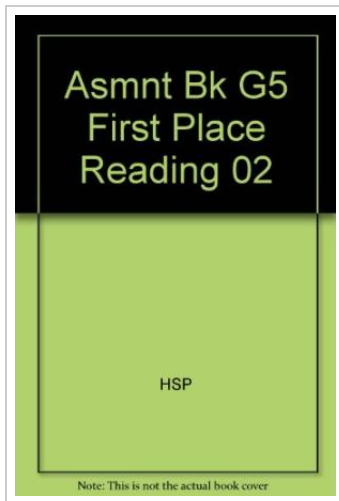 Asmnt Bk G5
First Place
Reading 02
HSP
Note: This is not the actual book cover